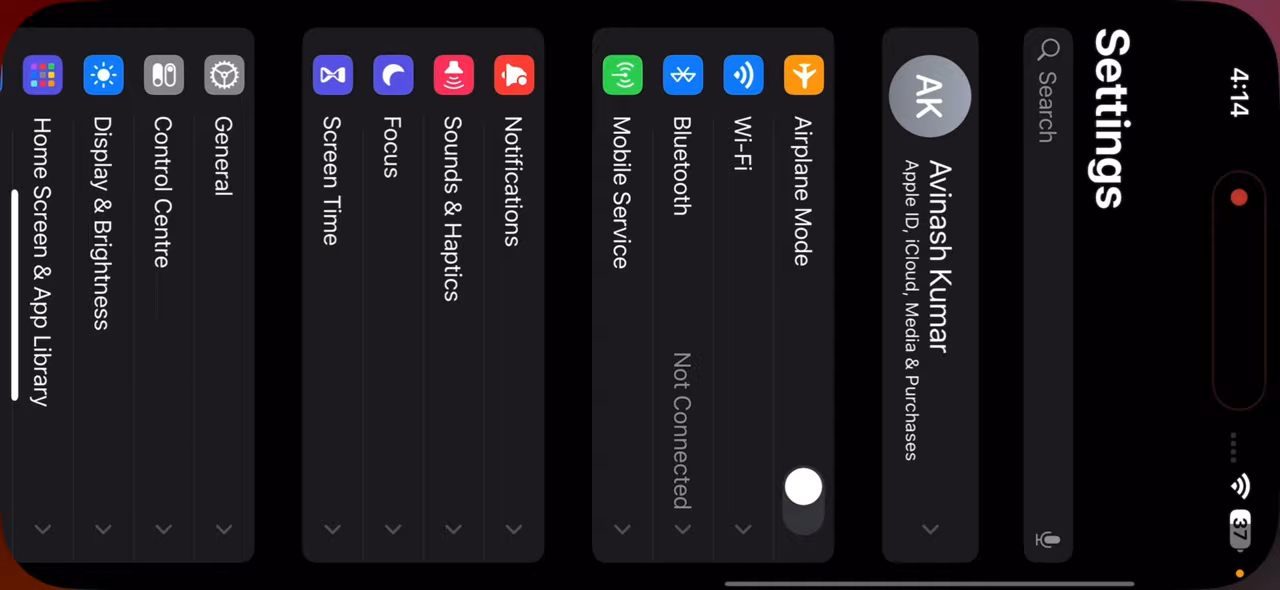 4:14
37
Settings
Search
AK
Avinash Kumar
Apple ID, iCloud, Media & Purchases
Airplane Mode
Wi-Fi
Bluetooth Not Connected
Mobile Service
Notifications
Sounds & Haptics
Focus
Screen Time
General
Control Centre
Display & Brightness
Home Screen & App Library